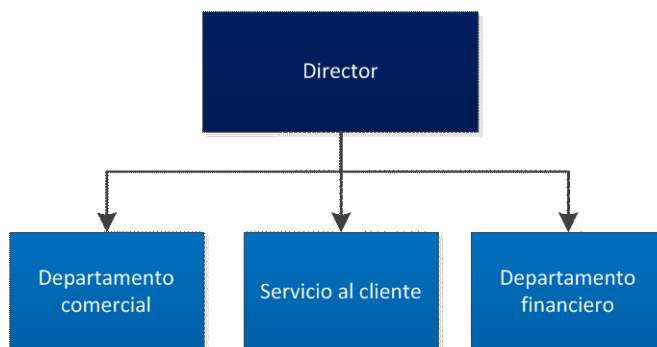 Director
Departamento
comercial
Servicio al cliente
Departamento
financiero